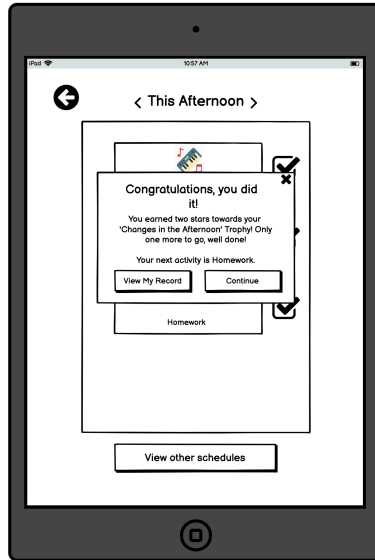 iPad
10:57 AM
This Afternoon
Congratulations, you did
it!
You earned two stars towards your
'Changes in the Afternoon' Trophy! Only
one more to go, well done!
Your next activity is Homework.
View My Record
Continue
Homework
View other schedules